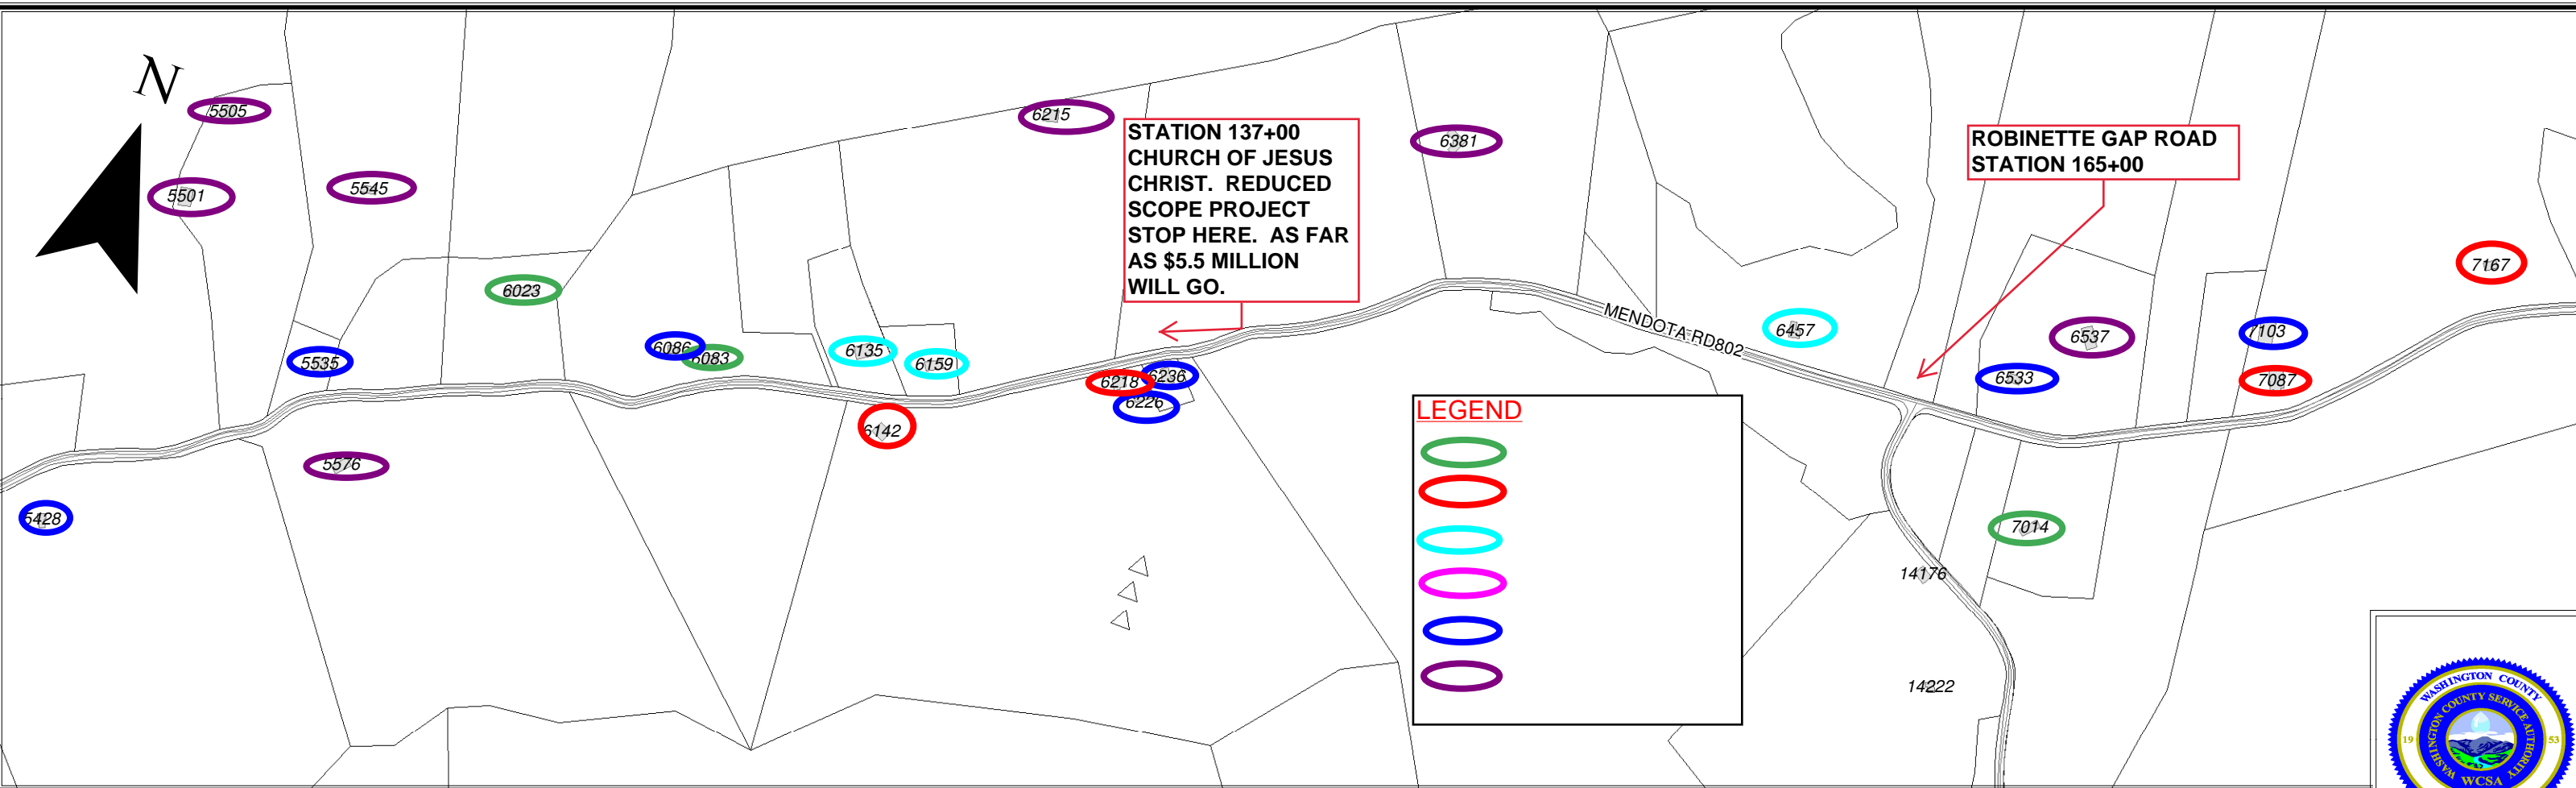 N
5505
5501
5545
6215
STATION 137+00
CHURCH OF JESUS
CHRIST. REDUCED
SCOPE PROJECT
STOP HERE. AS FAR
AS $5.5 MILLION
WILL GO.
6381
ROBINETTE GAP ROAD
STATION 165+00
7167
6023
5535
6086
6083
6135
6159
MENDOTA RD802
6457
6537
7103
6533
7087
6218
6236
6226
6142
5576
5428
LEGEND
7014
14176
14222
WASHINGTON COUNTY
WASHINGTON COUNTY SERVICE AUTHORITY
19
53
WCSA